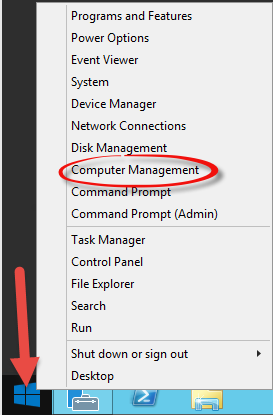 Programs and Features
Power Options
Event Viewer
System
Device Manager
Network Connections
Disk Management
Computer Management
Command Prompt
Command Prompt (Admin)
Task Manager
Control Panel
File Explorer
Search
Run
Shut down or sign out
Desktop